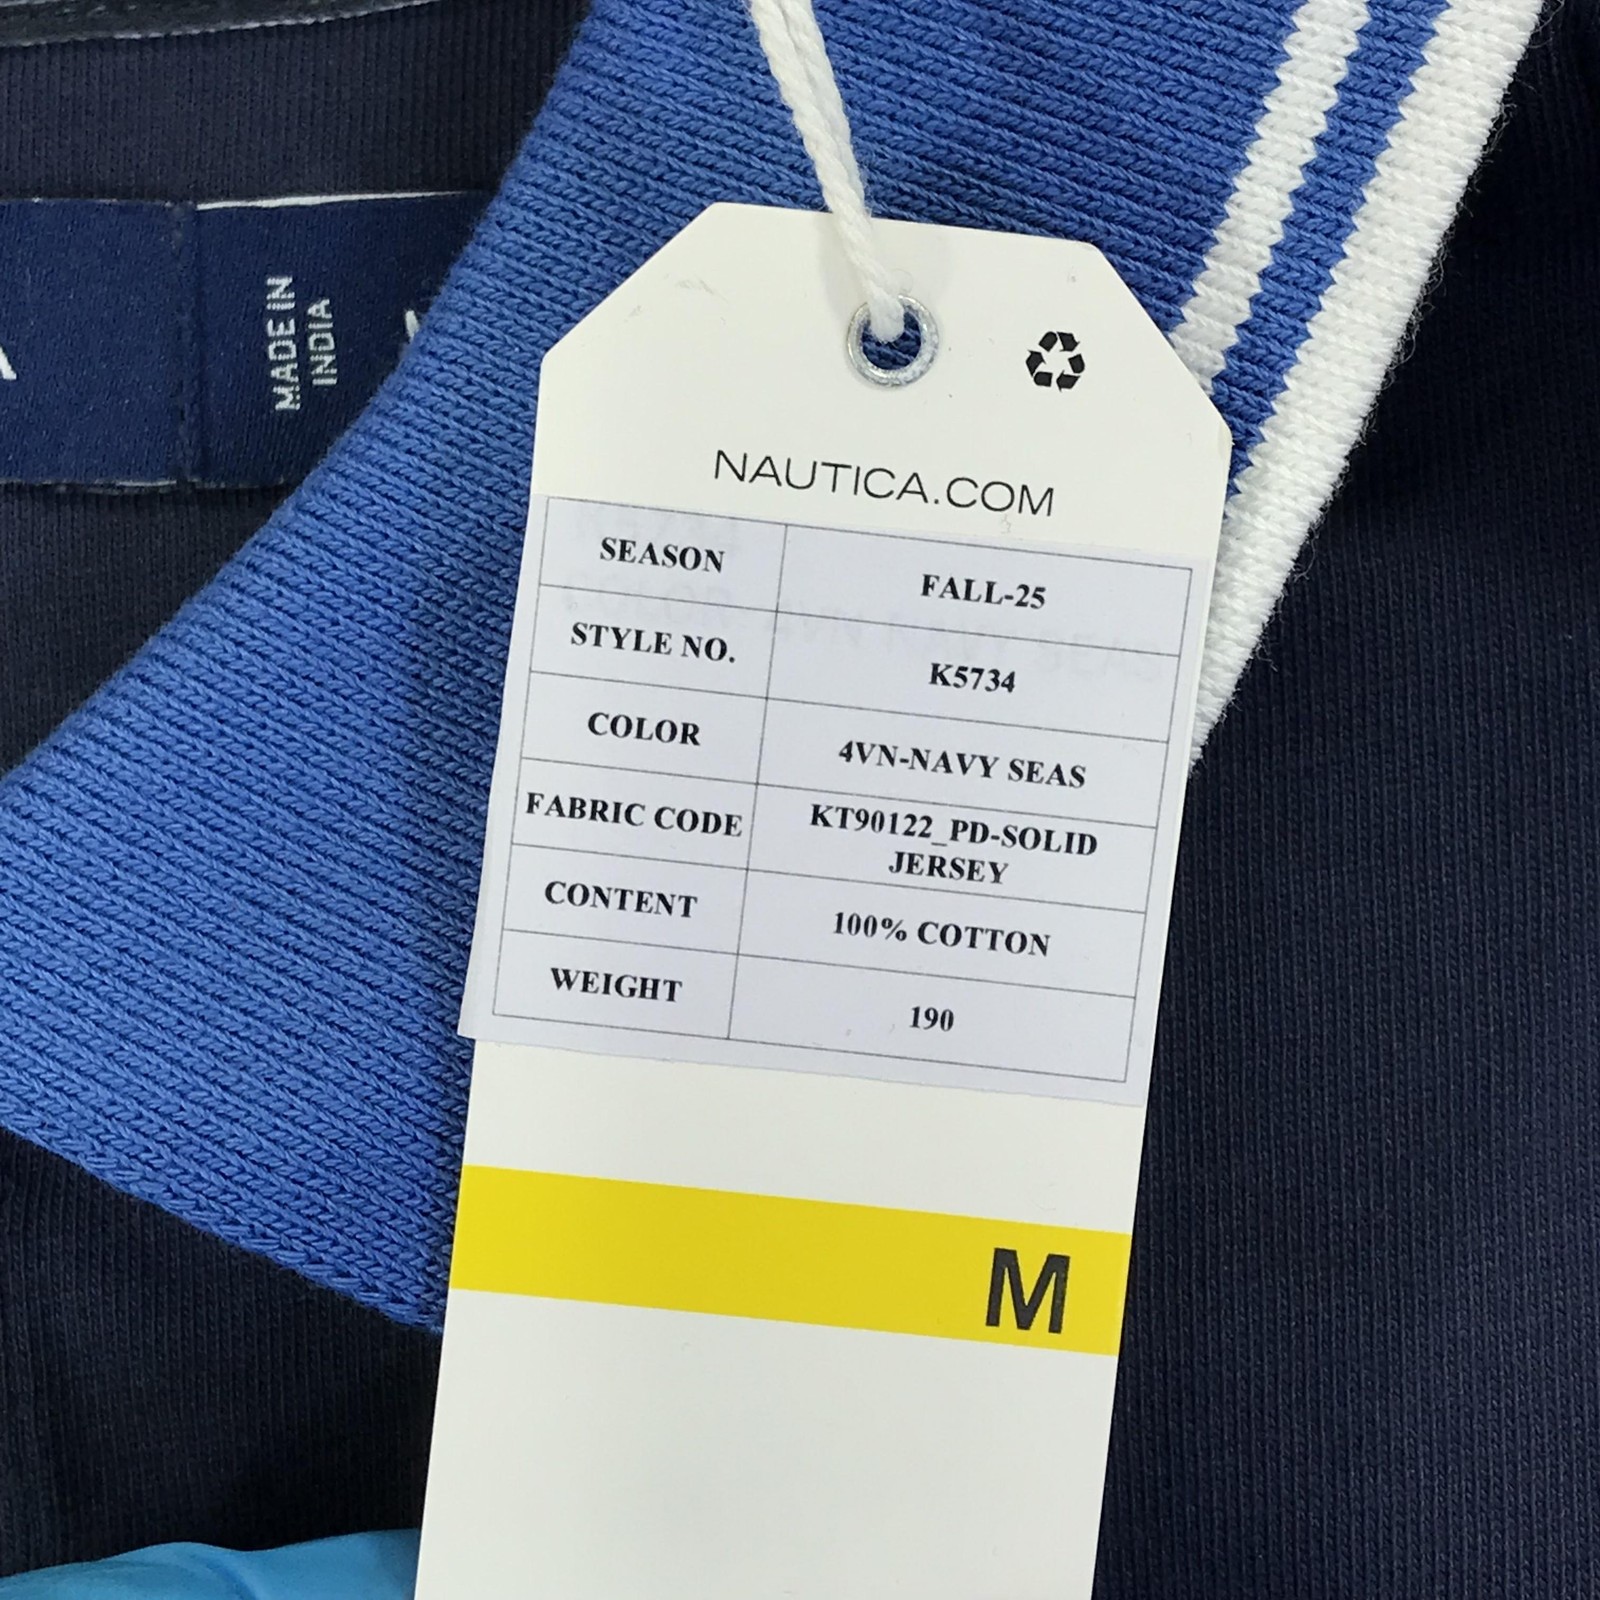 MADE IN
INDIA
NAUTICA.COM
SEASON FALL-25
STYLE NO. K5734
COLOR 4VN-NAVY SEAS
FABRIC CODE KT90122_PD-SOLID
JERSEY
CONTENT 100% COTTON
WEIGHT 190
M